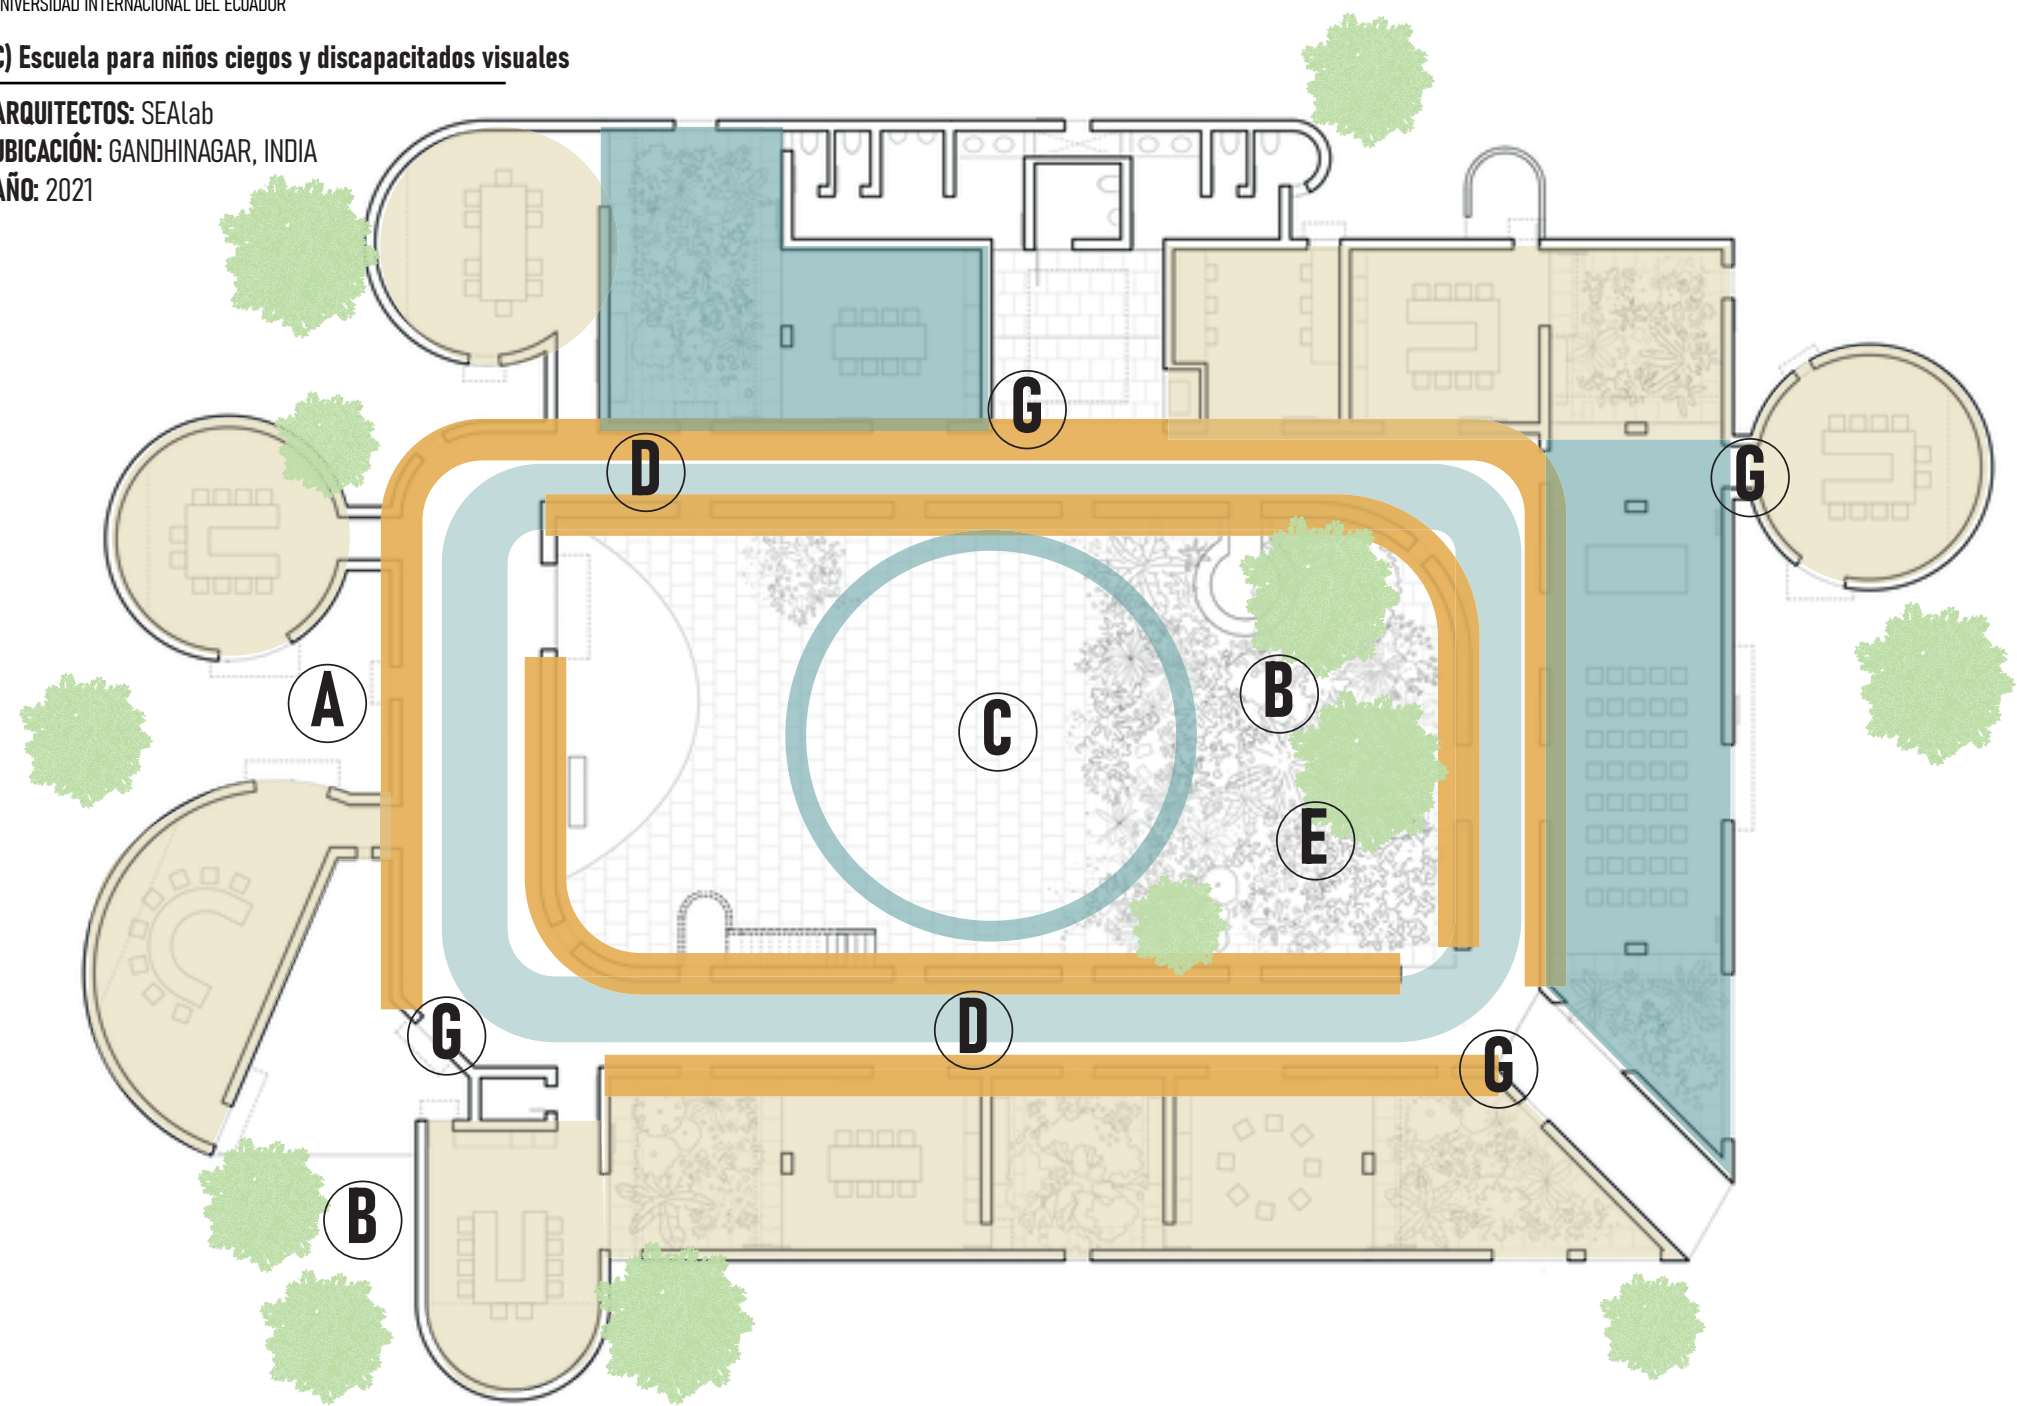 NIVERSIDAD INTERNACIONAL DEL ECUADOR
C) Escuela para niños ciegos y discapacitados visuales
ARQUITECTOS: SEAlab
UBICACIÓN: GANDHINAGAR, INDIA
AÑO: 2021
G
D
G
A
B
C
E
G
D
G
B